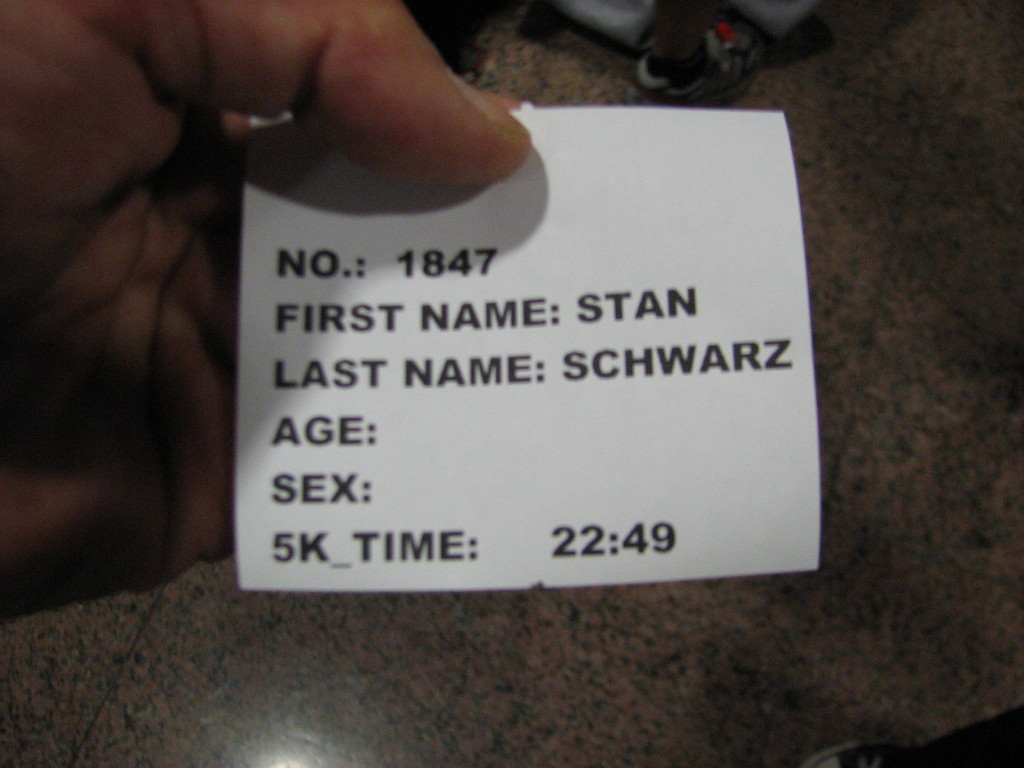 NO.: 1847
FIRST NAME: STAN
LAST NAME: SCHWARZ
AGE:
SEX:
5K_TIME: 22:49